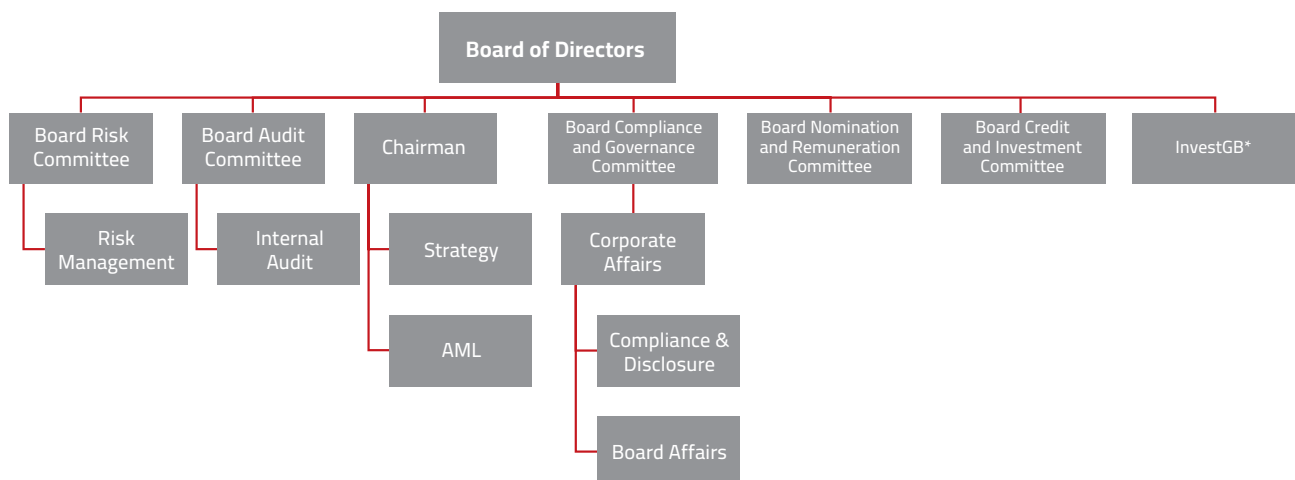 Board of Directors
Board Risk
Committee
Board Audit
Committee
Chairman
Board Compliance
and Governance
Committee
Board Nomination
and Remuneration
Committee
Board Credit
and Investment
Committee
InvestGB*
Risk
Management
Internal
Audit
Strategy
Corporate
Affairs
AML
Compliance &
Disclosure
Board Affairs